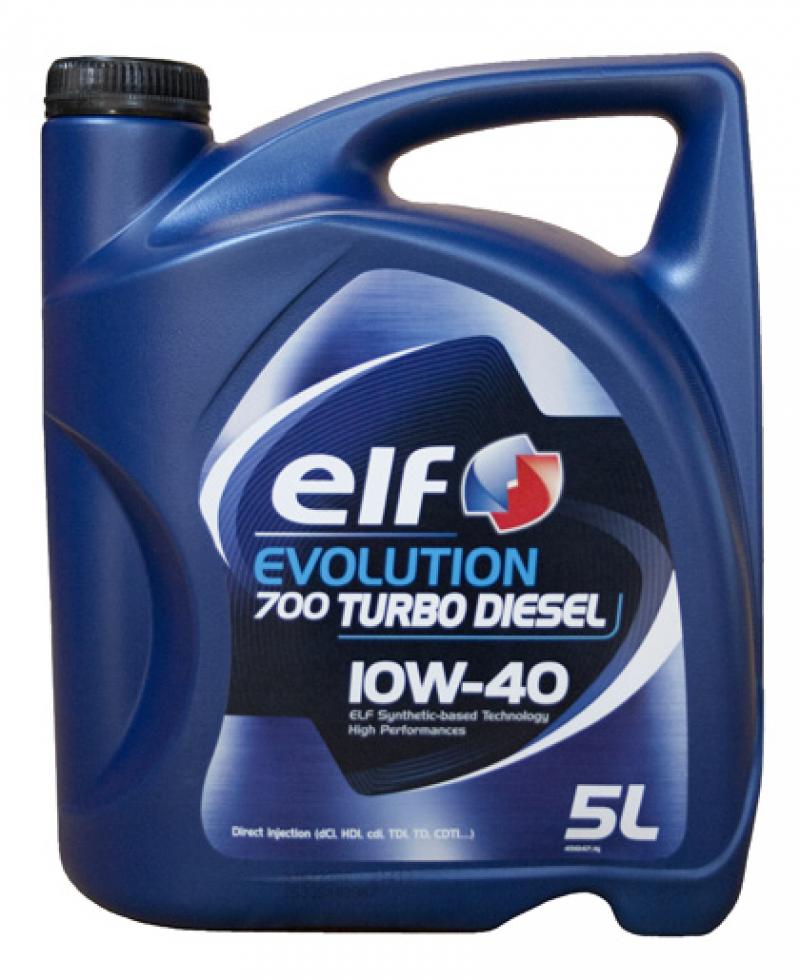 elf
EVOLUTION
700 TURBO DIESEL
10W-40
ELF Synthetic-based Technology
High Performances
Direct Injection (dCi, HDI, cdi, TDI, TD, CDTI...)
5L